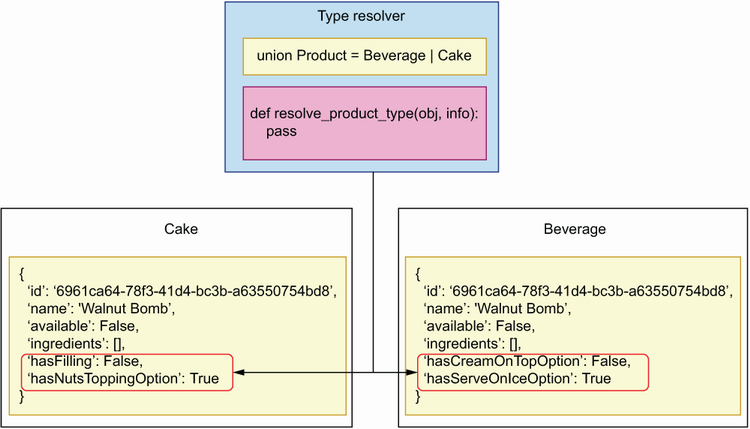 Type resolver
union Product = Beverage | Cake
def resolve_product_type(obj, info):
pass
Cake
{
‘id’: ‘6961ca64-78f3-41d4-bc3b-a63550754bd8’,
‘name’: ‘Walnut Bomb’,
‘available’: False,
‘ingredients’: [],
‘hasFilling’: False,
‘hasNutsToppingOption’: True
}
Beverage
{
‘id’: ‘6961ca64-78f3-41d4-bc3b-a63550754bd8’,
‘name’: ‘Walnut Bomb’,
‘available’: False,
‘ingredients’: [],
‘hasCreamOnTopOption’: False,
‘hasServeOnIceOption’: True
}